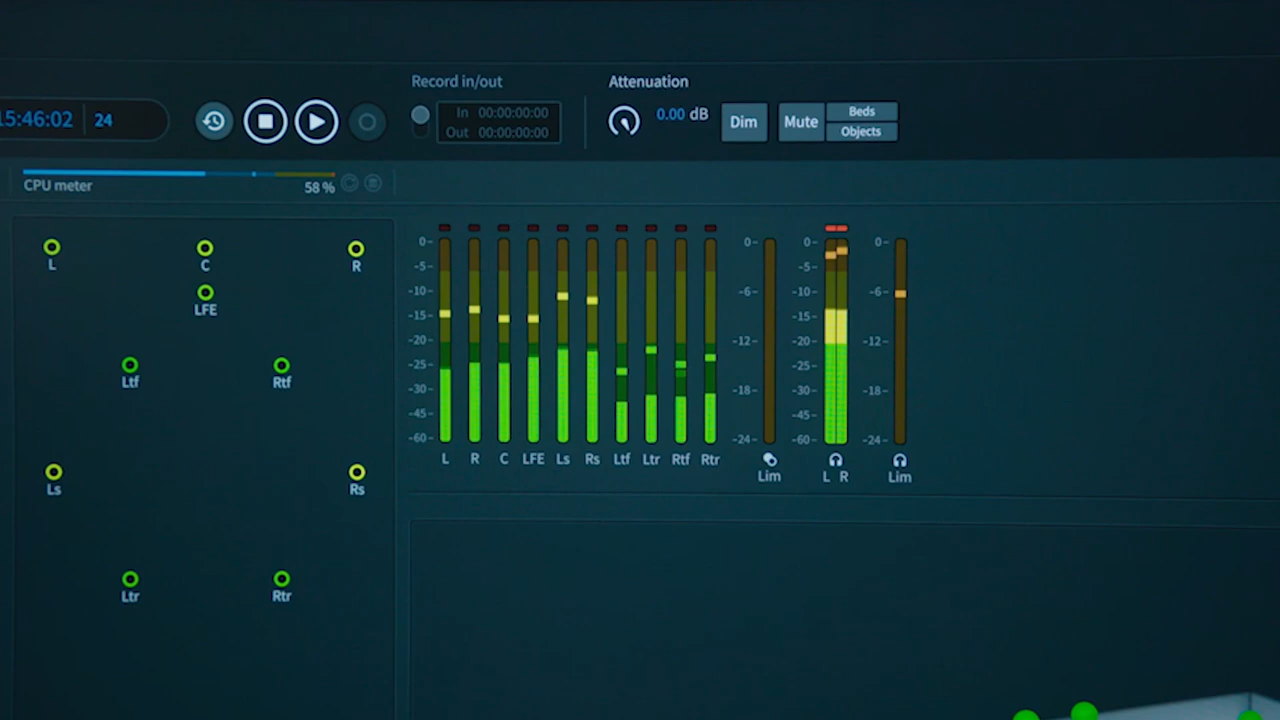 Record in/out
Attenuation
15:46:02 24
In 00:00:00:00
Out 00:00:00:00
0.00 dB
Dim
Mute
Beds
Objects
CPU meter
58 %
L
C
R
LFE
Ltf
Rtf
Ls
Rs
Ltr
Rtr
0
-5
-10
-15
-20
-25
-30
-45
-60
L R C LFE Ls Rs Ltf Ltr Rtf Rtr
0
-6
-12
-18
-24
Lim
0
-5
-10
-15
-20
-25
-30
-45
-60
L R
0
-6
-12
-18
-24
Lim